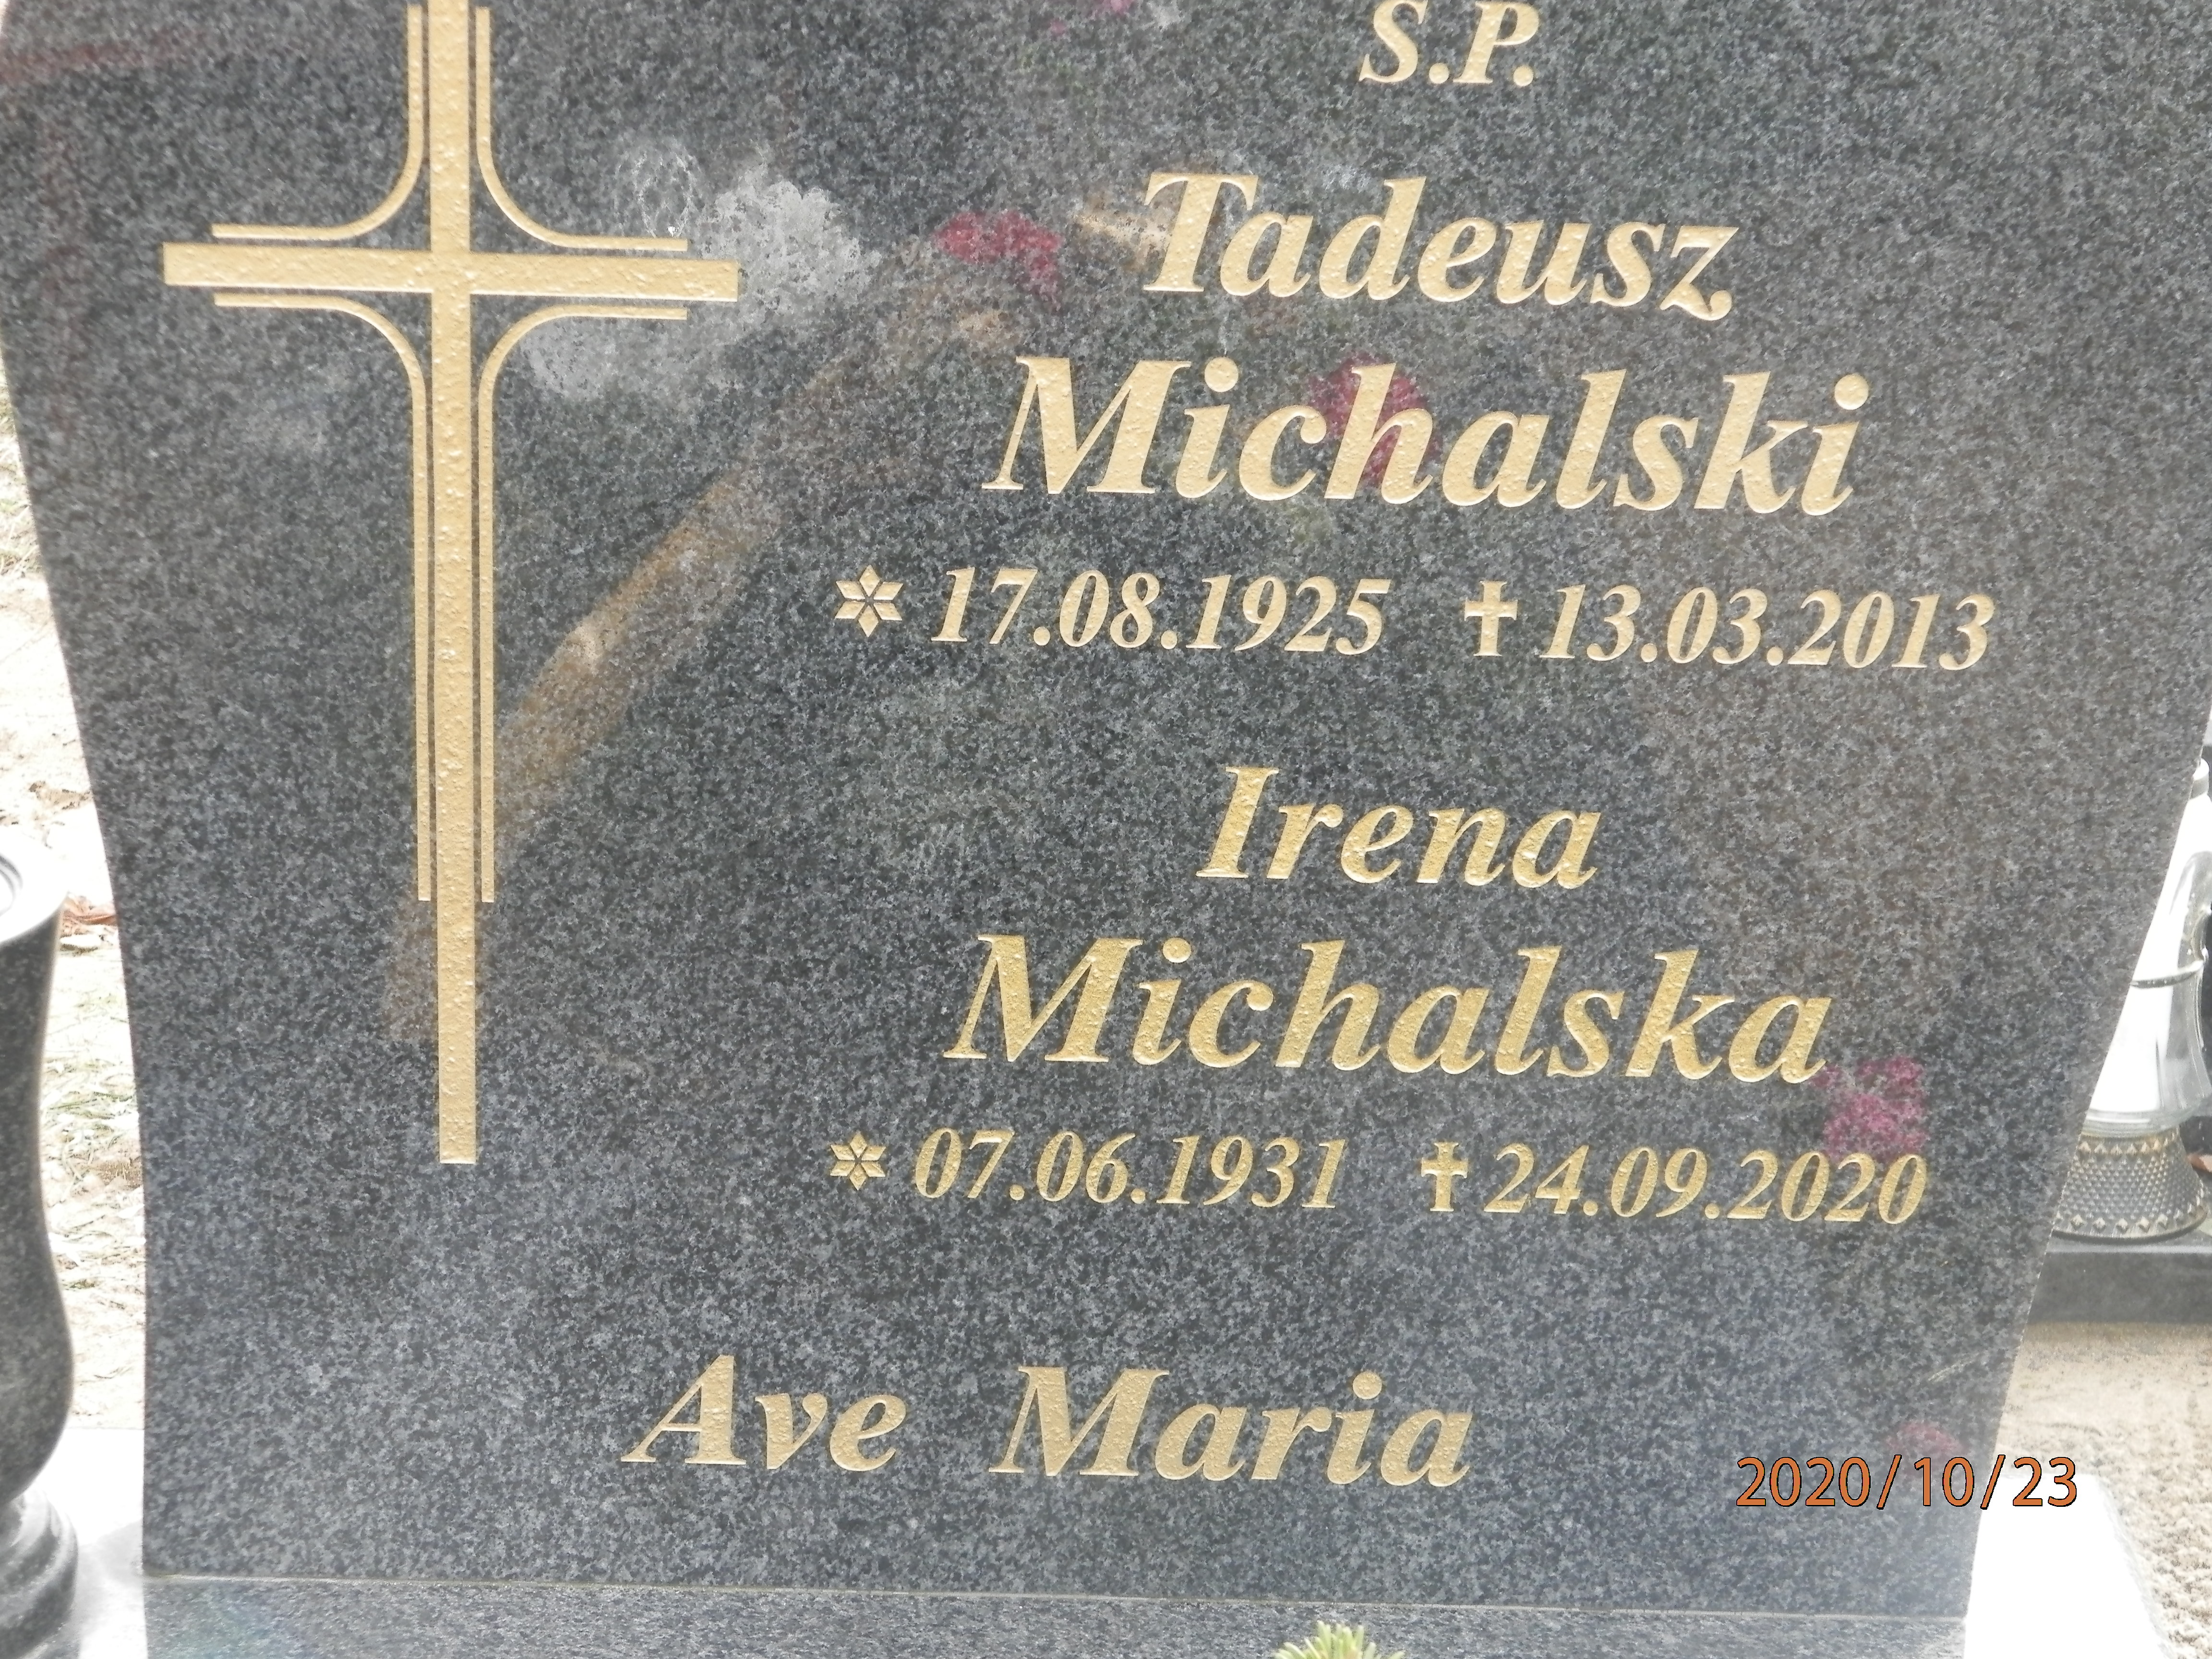 S.P.
Tadeusz
Michalski
✲ 17.08.1925 ✝ 13.03.2013
Irena
Michalska
✲ 07.06.1931 ✝ 24.09.2020
Ave Maria
2020/10/23